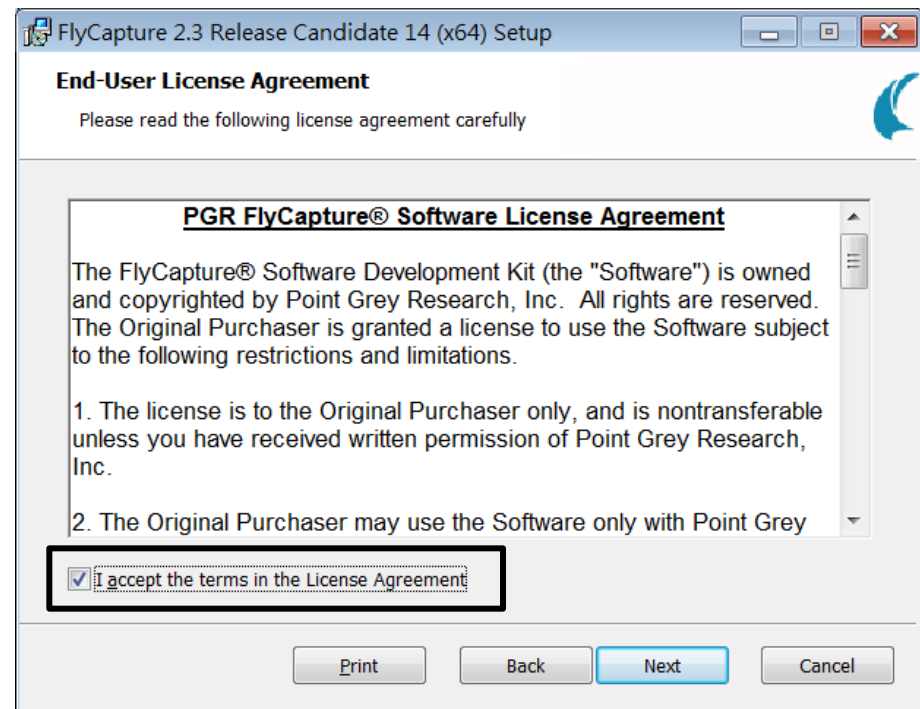 FlyCapture 2.3 Release Candidate 14 (x64) Setup
End-User License Agreement
Please read the following license agreement carefully
PGR FlyCapture® Software License Agreement
The FlyCapture® Software Development Kit (the "Software") is owned
and copyrighted by Point Grey Research, Inc.  All rights are reserved.
The Original Purchaser is granted a license to use the Software subject
to the following restrictions and limitations.
1. The license is to the Original Purchaser only, and is nontransferable
unless you have received written permission of Point Grey Research,
Inc.
2. The Original Purchaser may use the Software only with Point Grey
I accept the terms in the License Agreement
Print Back Next Cancel